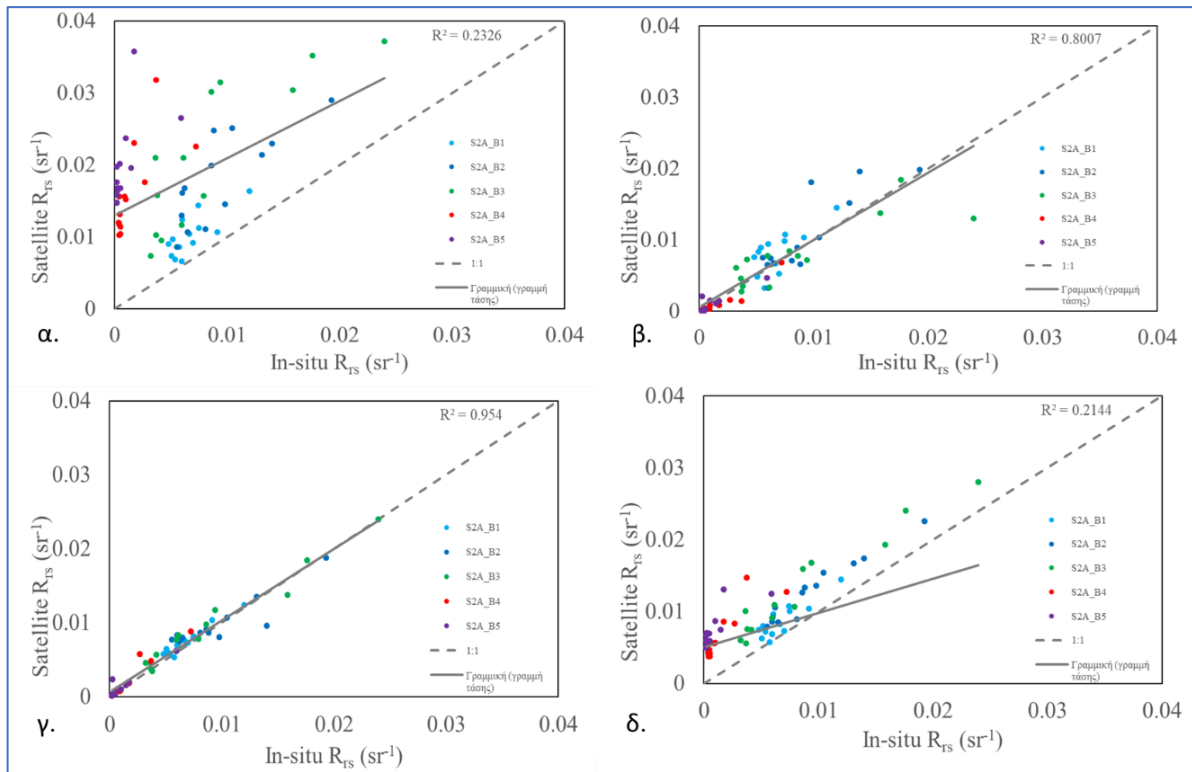 0.04
R² = 0.2326
0.03
0.02
0.01
0
Satellite Rrs (sr⁻¹)
S2A_B1
S2A_B2
S2A_B3
S2A_B4
S2A_B5
1:1
Γραμμική (γραμμή
τάσης)
0 0.01 0.02 0.03 0.04
α.
In-situ Rrs (sr⁻¹)
0.04
R² = 0.8007
0.03
0.02
0.01
0
Satellite Rrs (sr⁻¹)
S2A_B1
S2A_B2
S2A_B3
S2A_B4
S2A_B5
1:1
Γραμμική (γραμμή
τάσης)
0 0.01 0.02 0.03 0.04
β.
In-situ Rrs (sr⁻¹)
0.04
R² = 0.954
0.03
0.02
0.01
0
Satellite Rrs (sr⁻¹)
S2A_B1
S2A_B2
S2A_B3
S2A_B4
S2A_B5
1:1
Γραμμική (γραμμή
τάσης)
0 0.01 0.02 0.03 0.04
γ.
In-situ Rrs (sr⁻¹)
0.04
R² = 0.2144
0.03
0.02
0.01
0
Satellite Rrs (sr⁻¹)
S2A_B1
S2A_B2
S2A_B3
S2A_B4
S2A_B5
1:1
Γραμμική (γραμμή
τάσης)
0 0.01 0.02 0.03 0.04
δ.
In-situ Rrs (sr⁻¹)